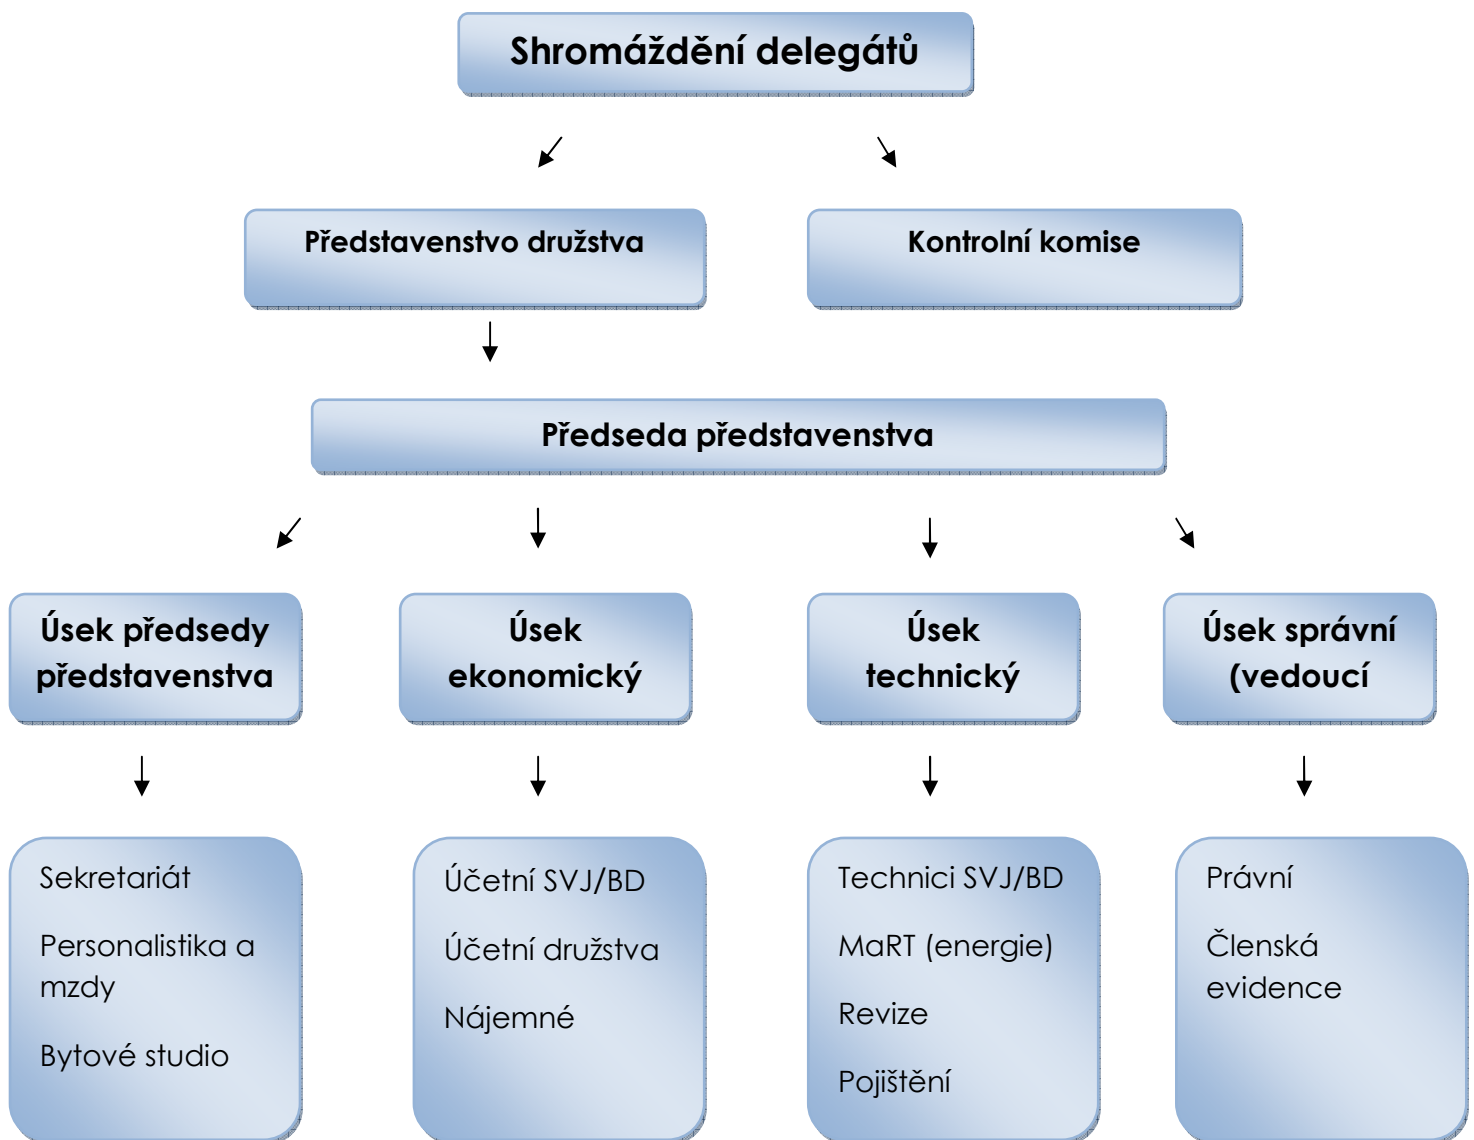 Shromáždění delegátů
Představenstvo družstva
Kontrolní komise
Předseda představenstva
Úsek předsedy
představenstva
Úsek
ekonomický
Úsek
technický
Úsek správní
(vedoucí
Sekretariát
Personalistika a
mzdy
Bytové studio
Účetní SVJ/BD
Účetní družstva
Nájemné
Technici SVJ/BD
MaRT (energie)
Revize
Pojištění
Právní
Členská
evidence